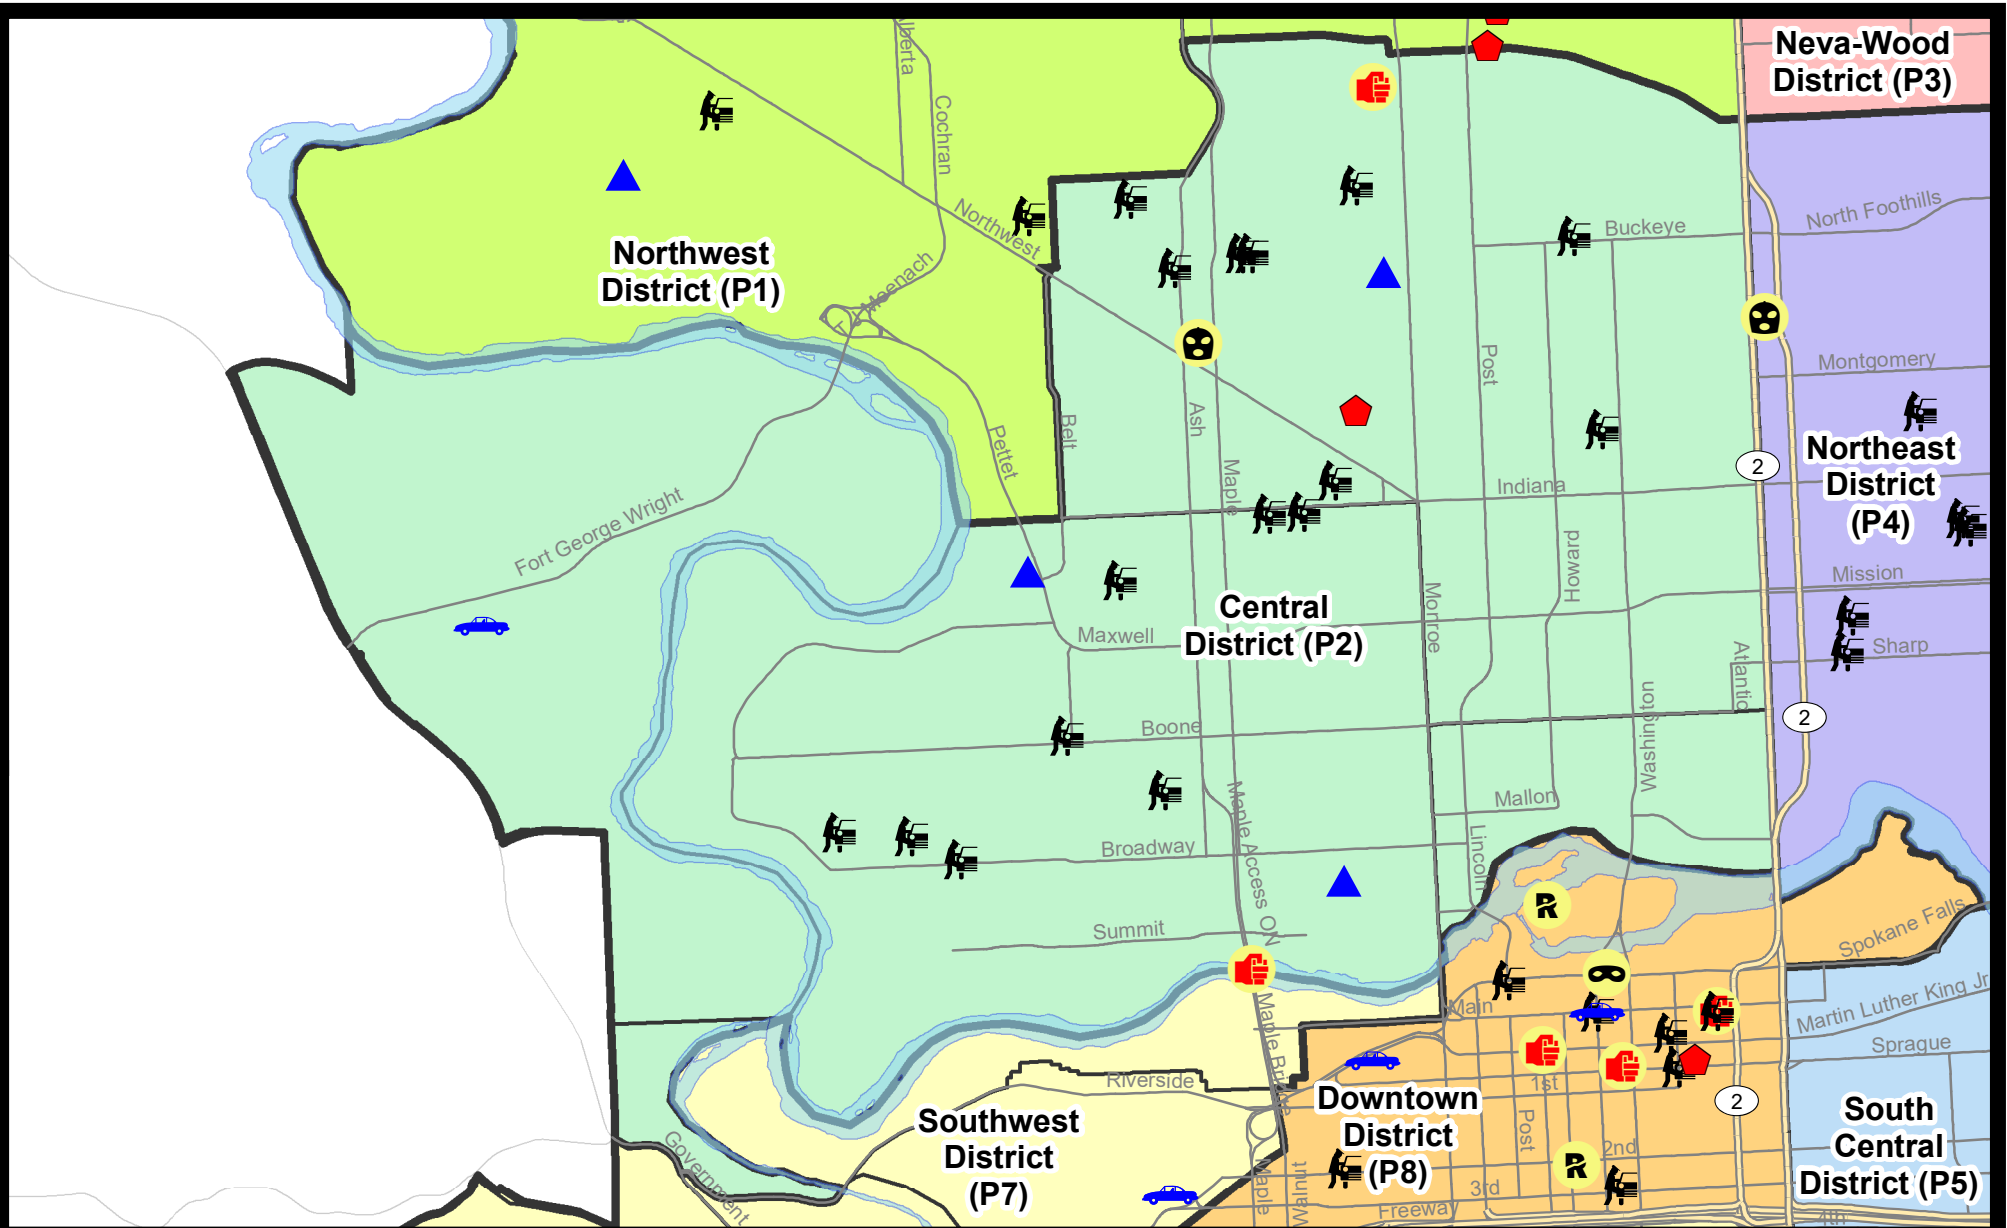 Neva-Wood
District (P3)
lberta
Cochran
Northwest
North Foothills
Buckeye
Northwest
District (P1)
T J Meenach
Post
Montgomery
Ash
Belt
Pettet
Maple
Northeast
District
(P4)
2
Indiana
Fort George Wright
Howard
Mission
Monroe
Central
District (P2)
Maxwell
Sharp
Atlantic
Washington
Boone
2
Maple Access ON
Mallon
Lincoln
Broadway
Summit
Spokane Falls
Main
Martin Luther King Jr
Maple Bridge
Sprague
Riverside
1st
2
Downtown
District
(P8)
Southwest
District
(P7)
South
Central
District (P5)
Government
Post
2nd
Maple
Walnut
3rd
Freeway
4th
R
R